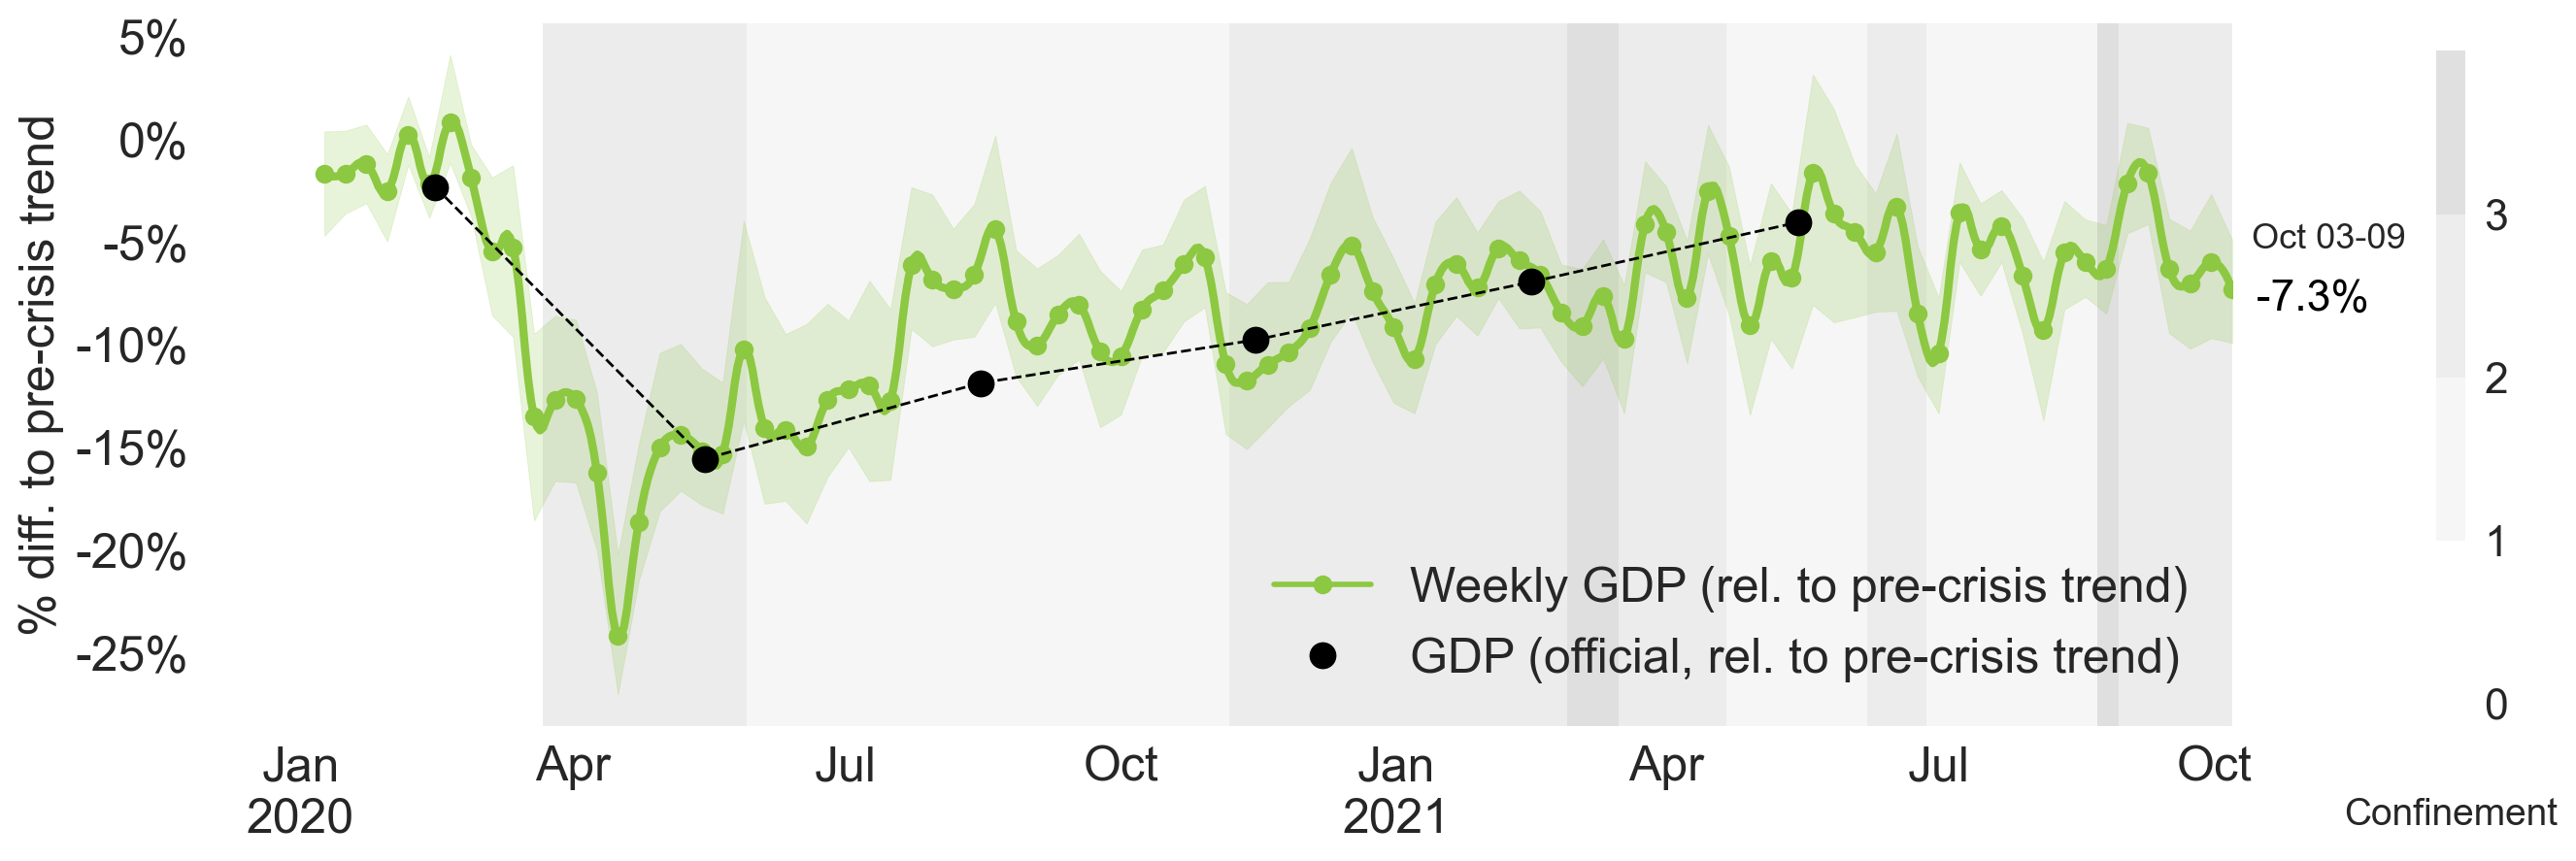 % diff. to pre-crisis trend
5%
0%
-5%
-10%
-15%
-20%
-25%
Jan
2020
Apr
Jul
Oct
Jan
2021
Apr
Jul
Oct
Weekly GDP (rel. to pre-crisis trend)
GDP (official, rel. to pre-crisis trend)
Oct 03-09
-7.3%
3
2
1
0
Confinement